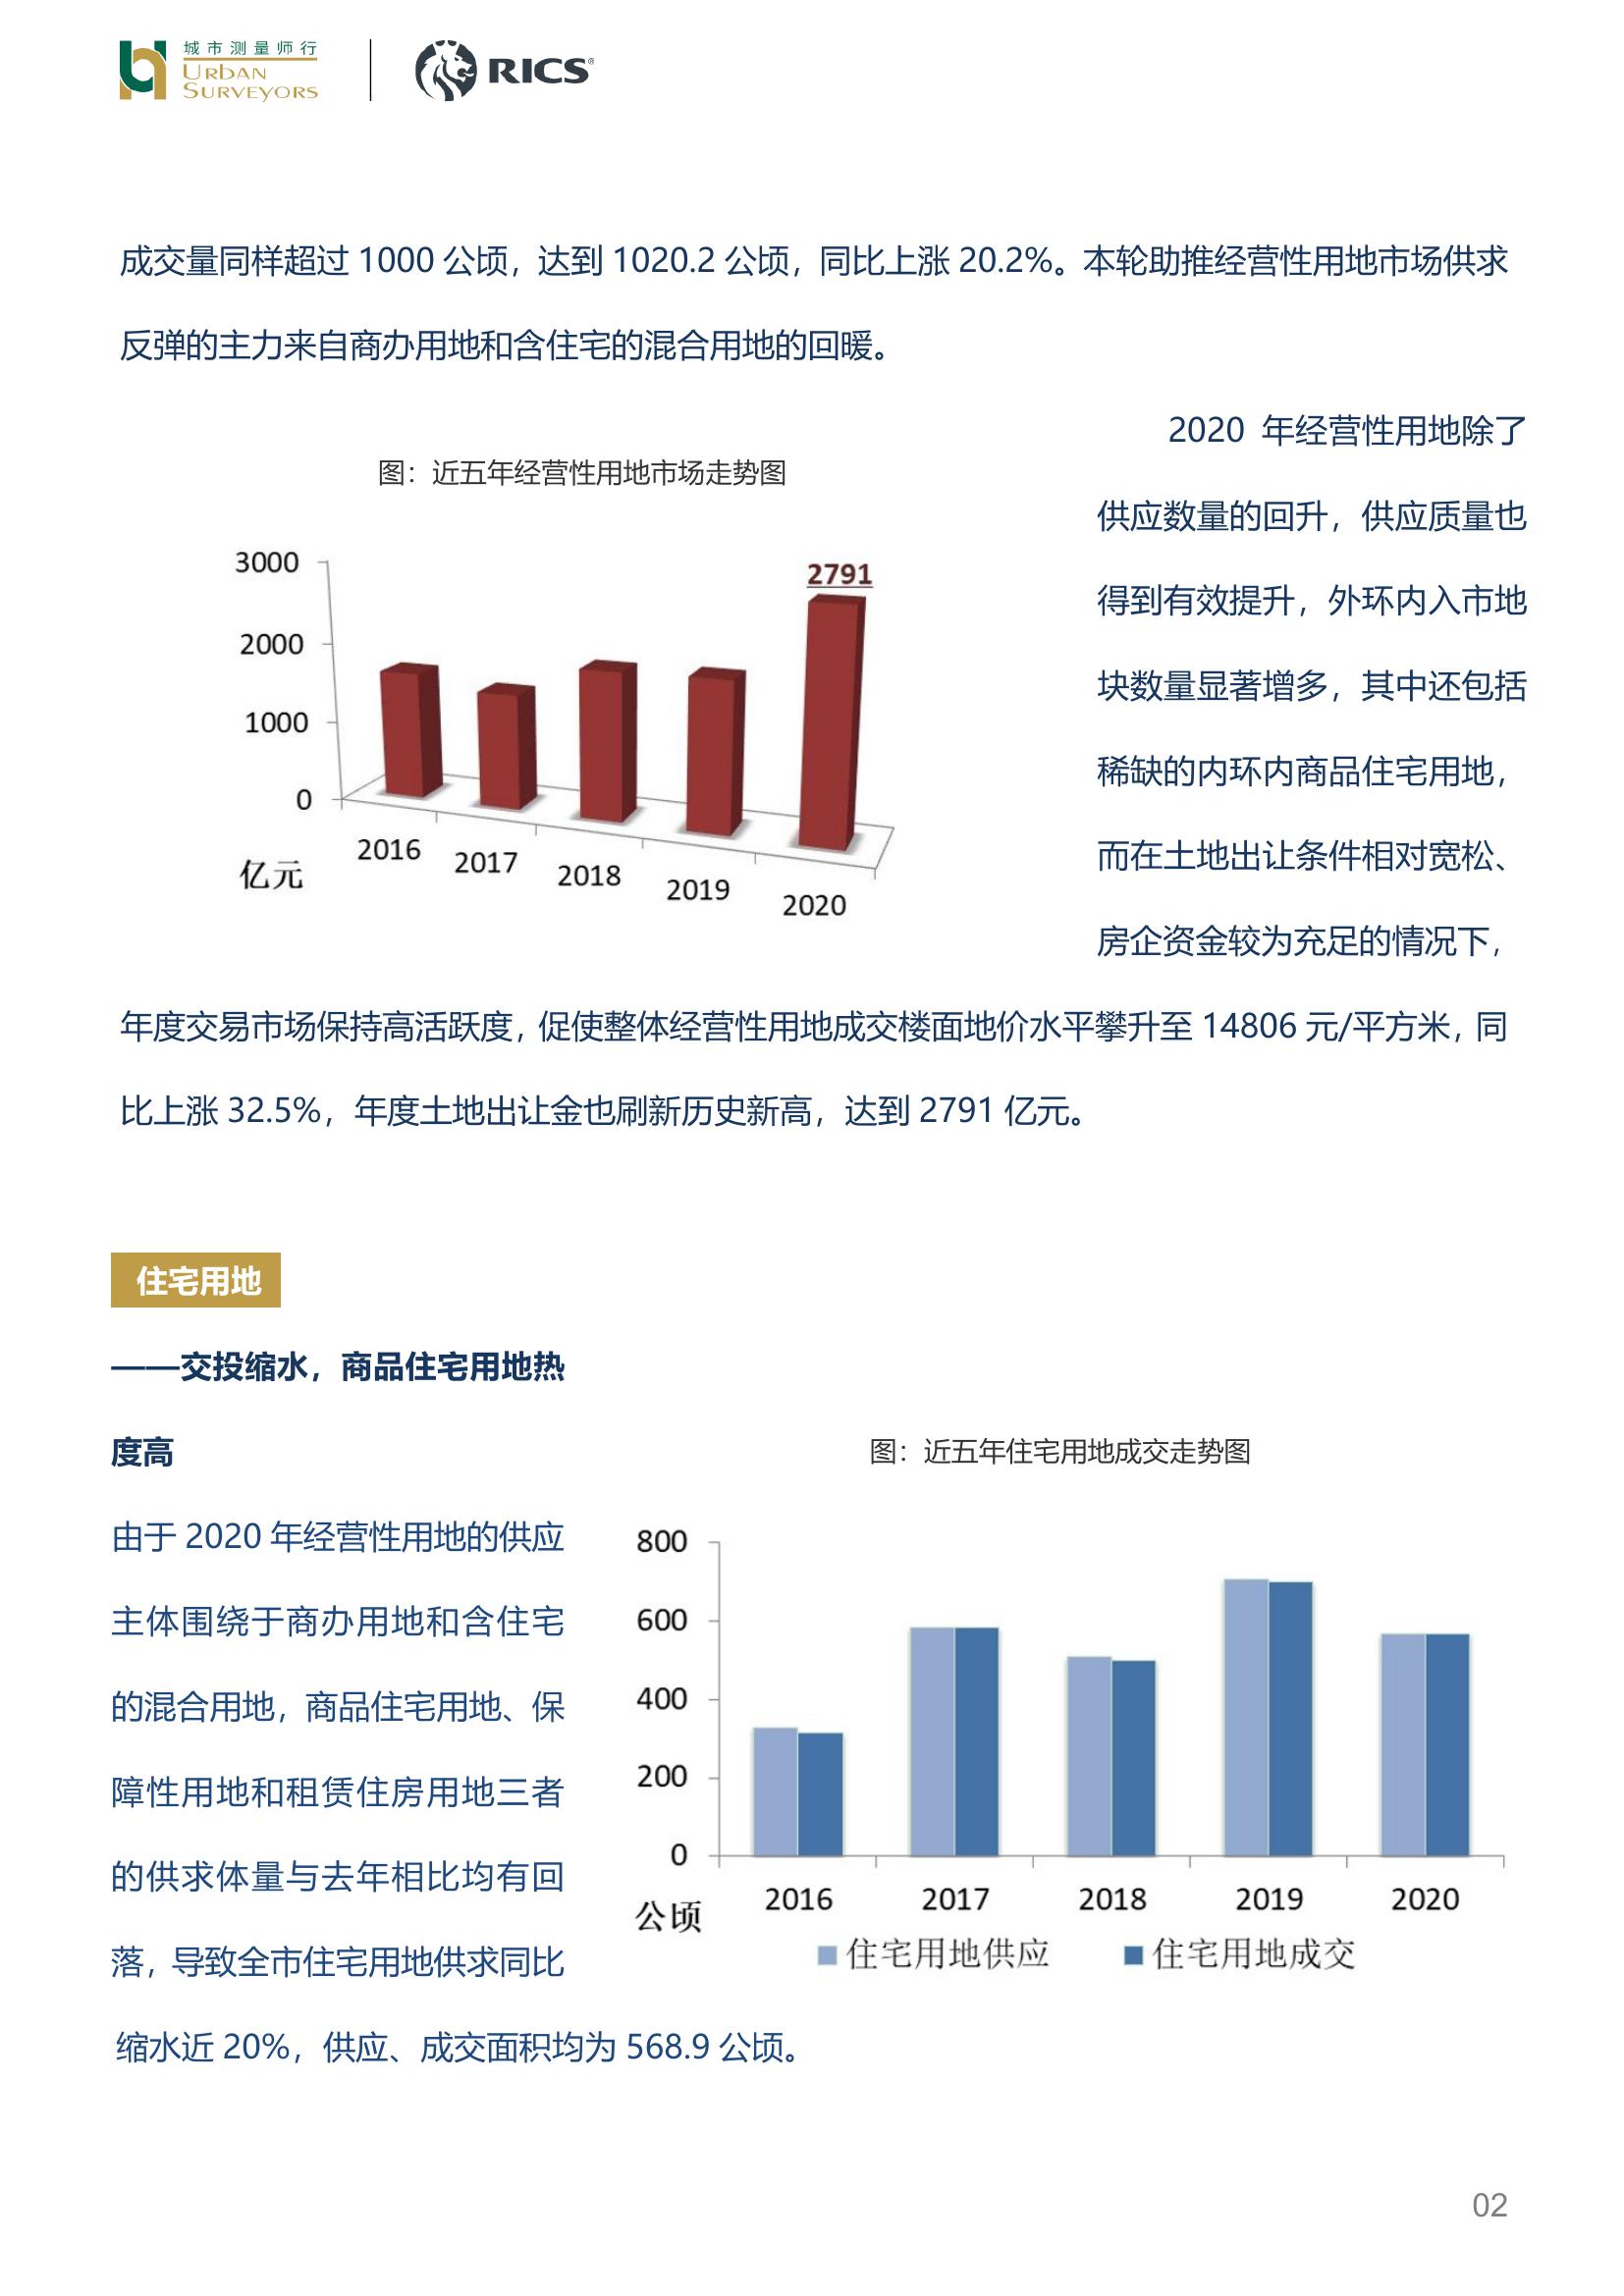 城市测量师行
URBAN
SURVEYORS
RICS®
成交量同样超过 1000 公顷，达到 1020.2 公顷，同比上涨 20.2%。本轮助推经营性用地市场供求
反弹的主力来自商办用地和含住宅的混合用地的回暖。
2020 年经营性用地除了
供应数量的回升，供应质量也
得到有效提升，外环内入市地
块数量显著增多，其中还包括
稀缺的内环内商品住宅用地，
而在土地出让条件相对宽松、
房企资金较为充足的情况下，
图：近五年经营性用地市场走势图
3000
2000
1000
0
亿元
2791
2016
2017
2018
2019
2020
年度交易市场保持高活跃度，促使整体经营性用地成交楼面地价水平攀升至 14806 元/平方米，同
比上涨 32.5%，年度土地出让金也刷新历史新高，达到 2791 亿元。
住宅用地
——交投缩水，商品住宅用地热
度高
由于 2020 年经营性用地的供应
主体围绕于商办用地和含住宅
的混合用地，商品住宅用地、保
障性用地和租赁住房用地三者
的供求体量与去年相比均有回
落，导致全市住宅用地供求同比
缩水近 20%，供应、成交面积均为 568.9 公顷。
图：近五年住宅用地成交走势图
800
600
400
200
0
公顷
2016 2017 2018 2019 2020
住宅用地供应 住宅用地成交
02